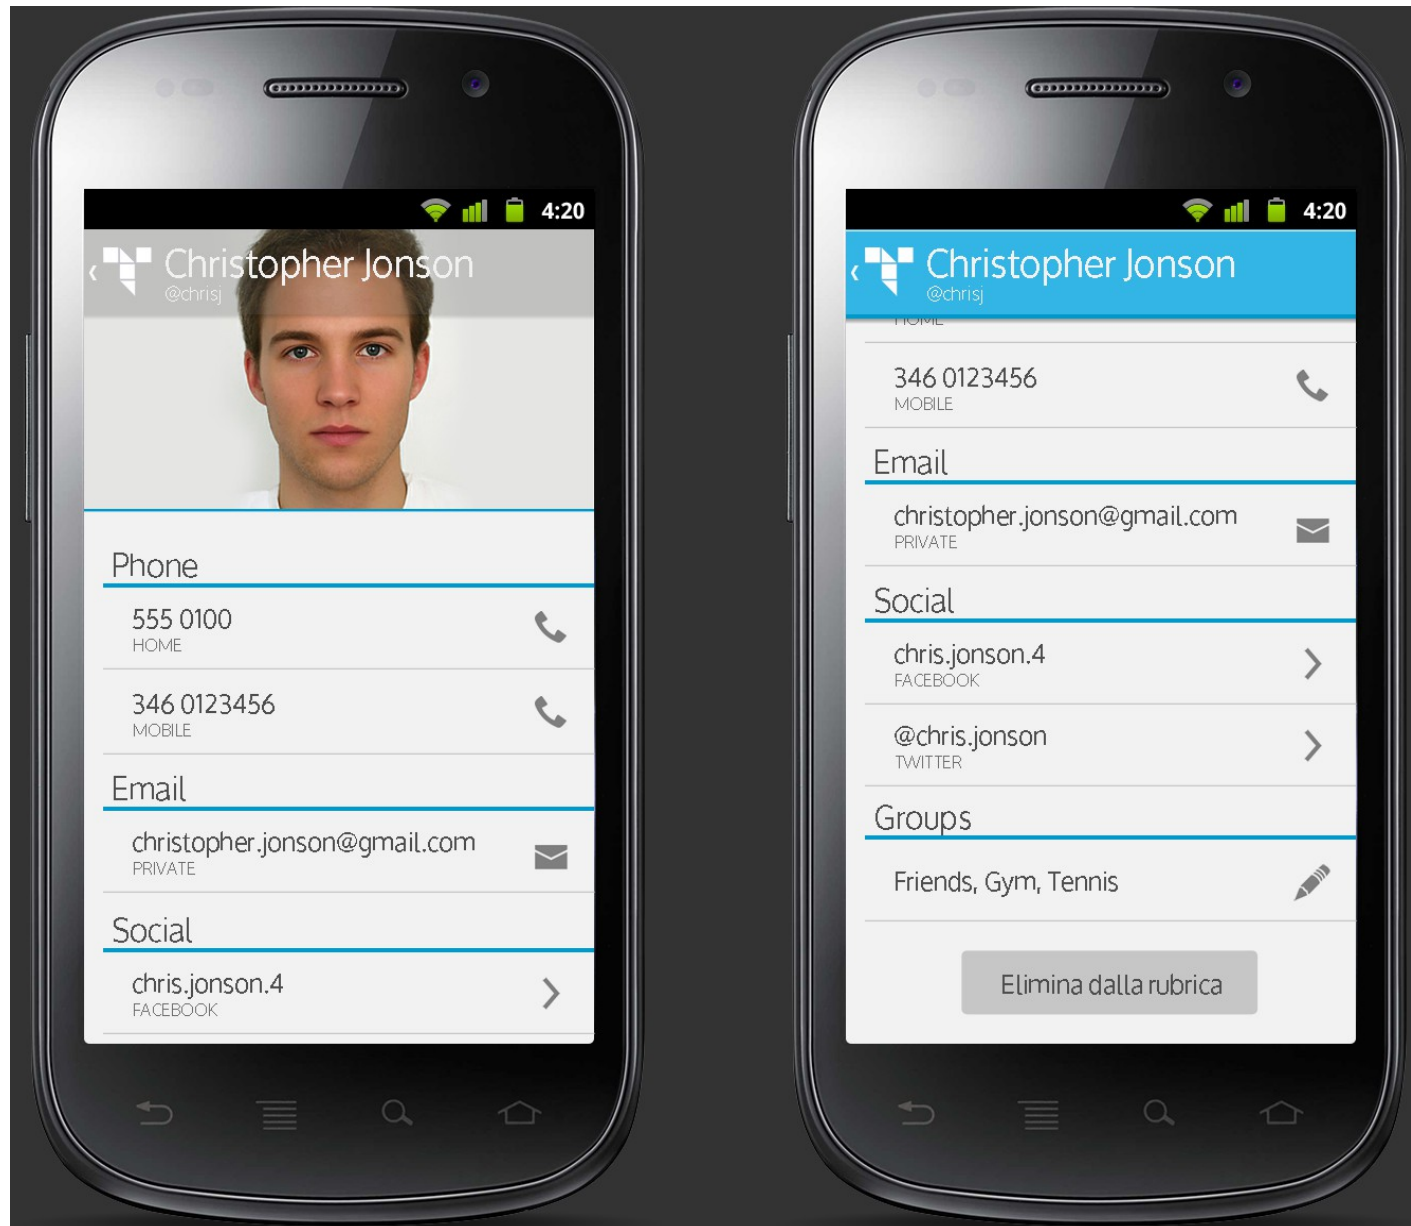 4:20
Christopher Jonson
@chrisj
Phone
555 0100
HOME
346 0123456
MOBILE
Email
christopher.jonson@gmail.com
PRIVATE
Social
chris.jonson.4
FACEBOOK
4:20
Christopher Jonson
@chrisj
HOME
346 0123456
MOBILE
Email
christopher.jonson@gmail.com
PRIVATE
Social
chris.jonson.4
FACEBOOK
@chris.jonson
TWITTER
Groups
Friends, Gym, Tennis
Elimina dalla rubrica